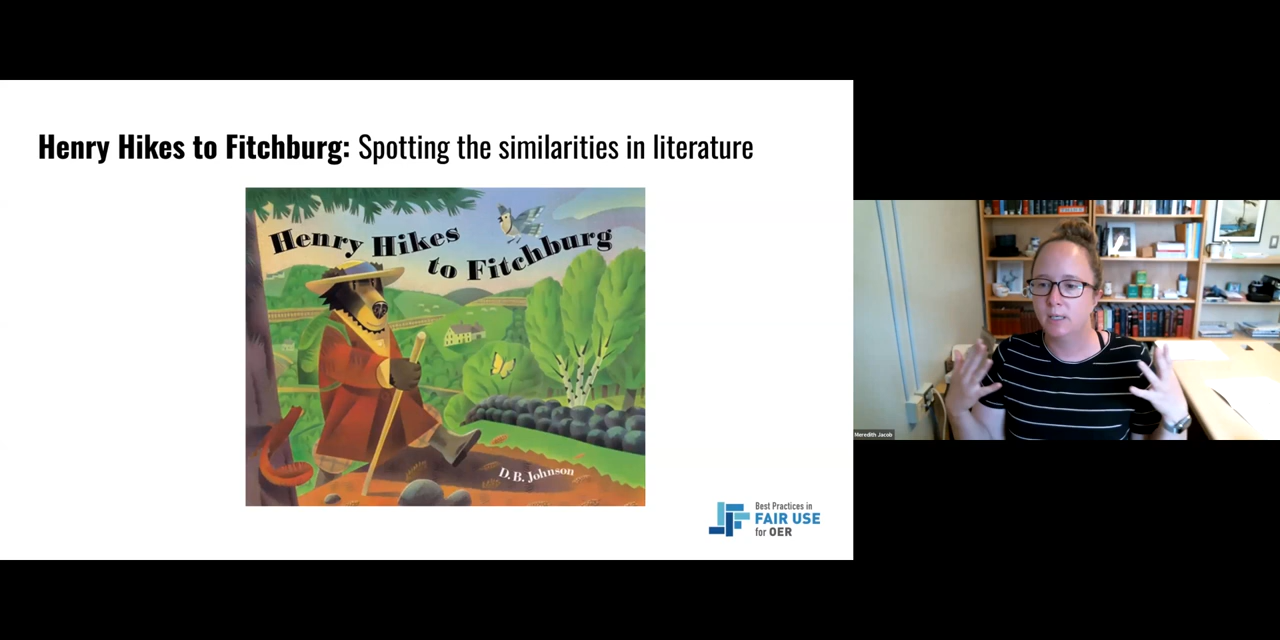 Henry Hikes to Fitchburg: Spotting the similarities in literature
Henry Hikes
to Fitchburg
D. B. Johnson
Best Practices in
FAIR USE
for OER
Meredith Jacob